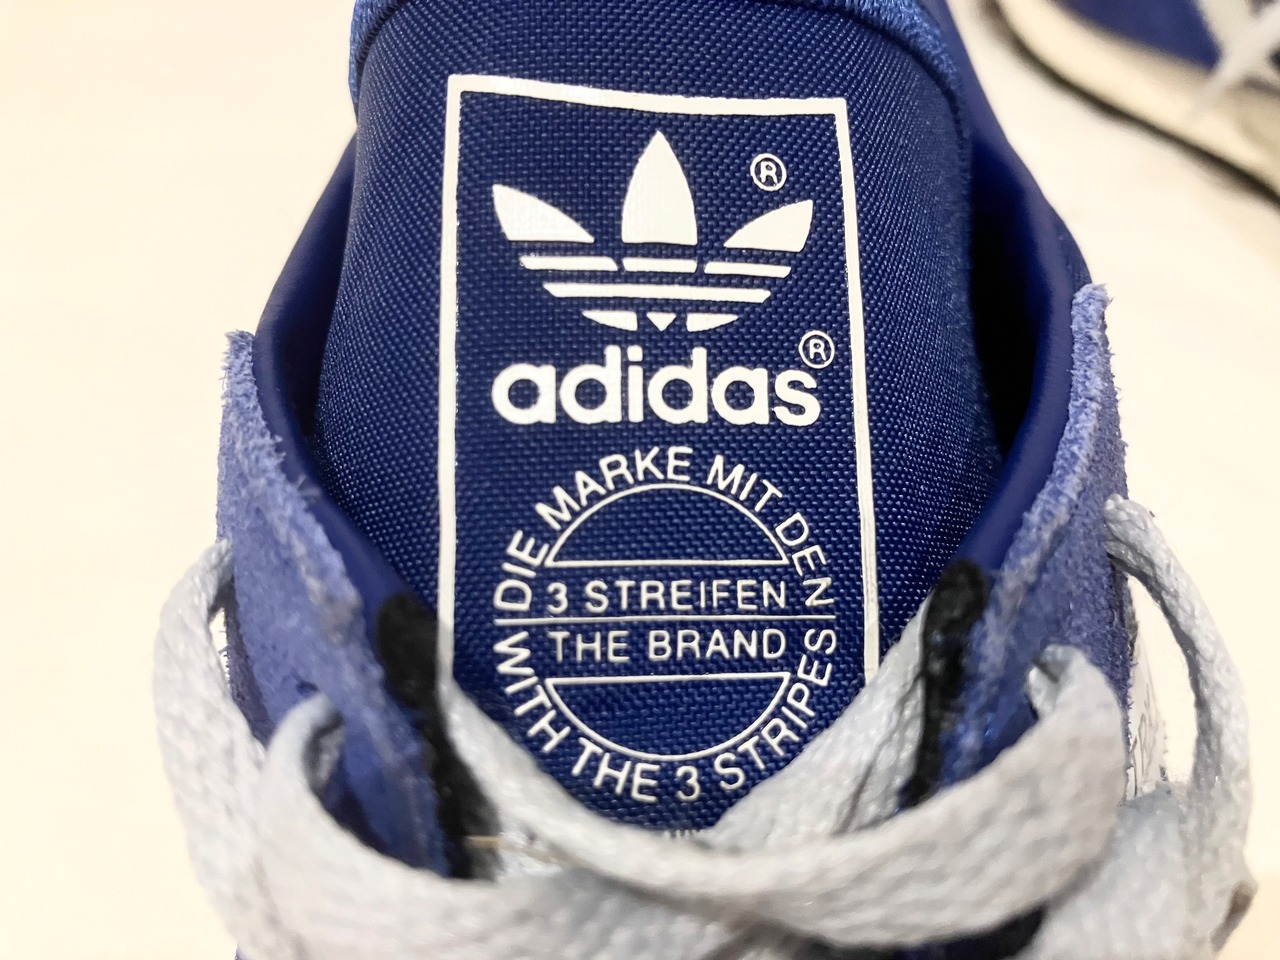 ®
adidas®
DIE MARKE MIT DEN
3 STREIFEN
THE BRAND
WITH THE 3 STRIPES